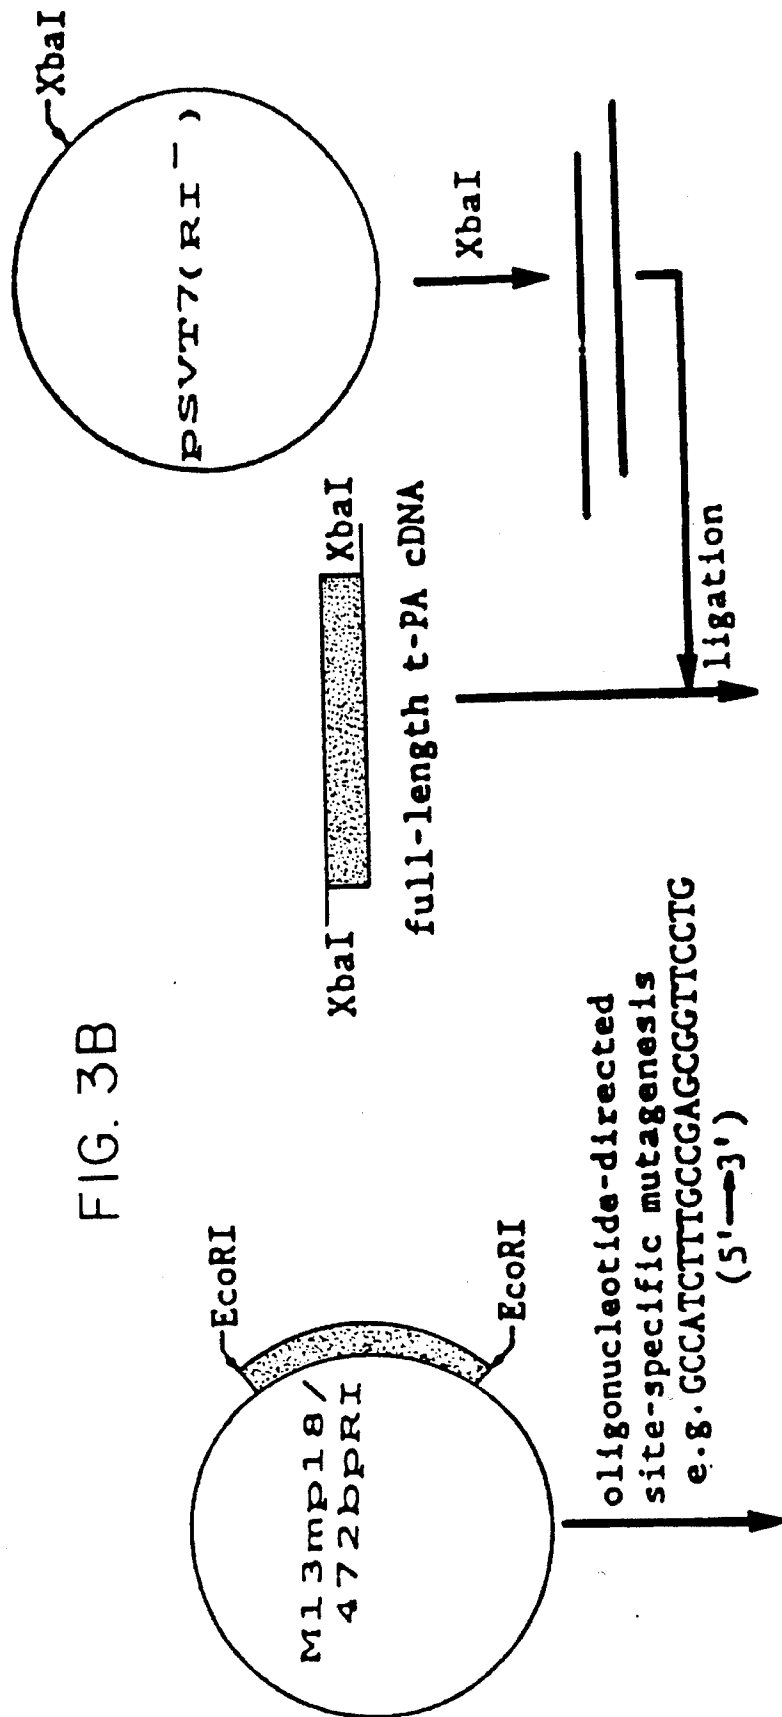 FIG. 3B
M13mp18/
472bpRI
EcoRI
EcoRI
oligonucleotide-directed
site-specific mutagenesis
e.g. GCCATCTTTGCCGAGCGGTTCCTG
(5'→3')
XbaI
XbaI
full-length t-PA cDNA
pSVT7(RI⁻)
XbaI
XbaI
ligation